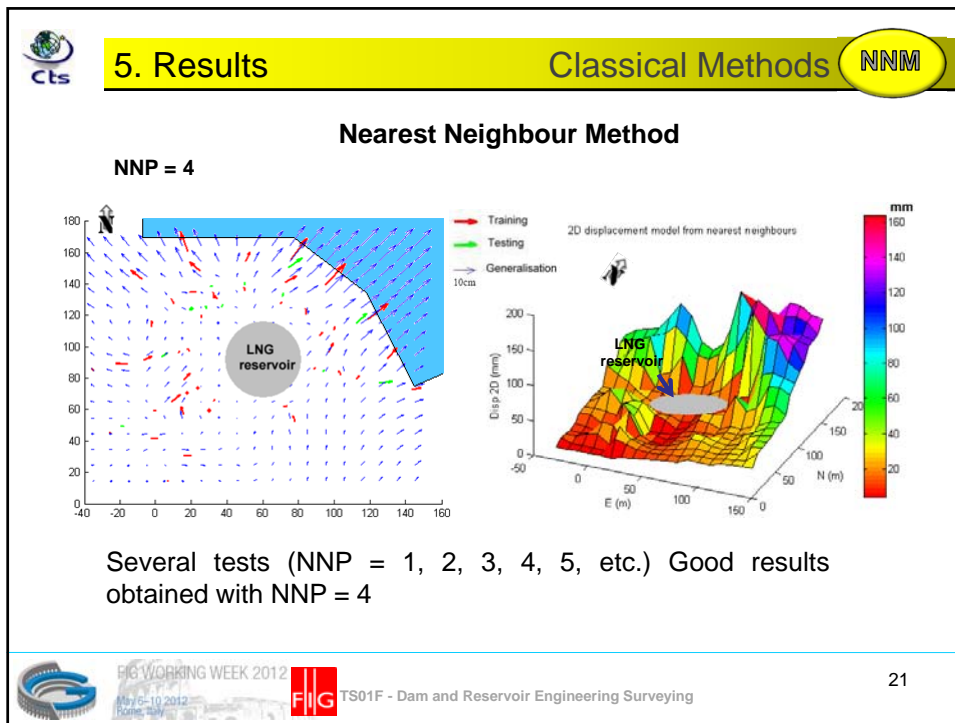 Cts
5. Results
Classical Methods
NNM
Nearest Neighbour Method
NNP = 4
N
180
160
140
120
100
80
60
40
20
0
-40 -20 0 20 40 60 80 100 120 140 160
LNG
reservoir
Training
Testing
Generalisation
10cm
2D displacement model from nearest neighbours
200
150
100
50
0
Disp 2D (mm)
LNG
reservoir
-50 0 50 100 150
E (m)
0 50 100 150 20
N (m)
mm
160
140
120
100
80
60
40
20
Several tests (NNP = 1, 2, 3, 4, 5, etc.) Good results
obtained with NNP = 4
FIG WORKING WEEK 2012
May 6-10 2012
Rome, Italy
FIG
TS01F - Dam and Reservoir Engineering Surveying
21